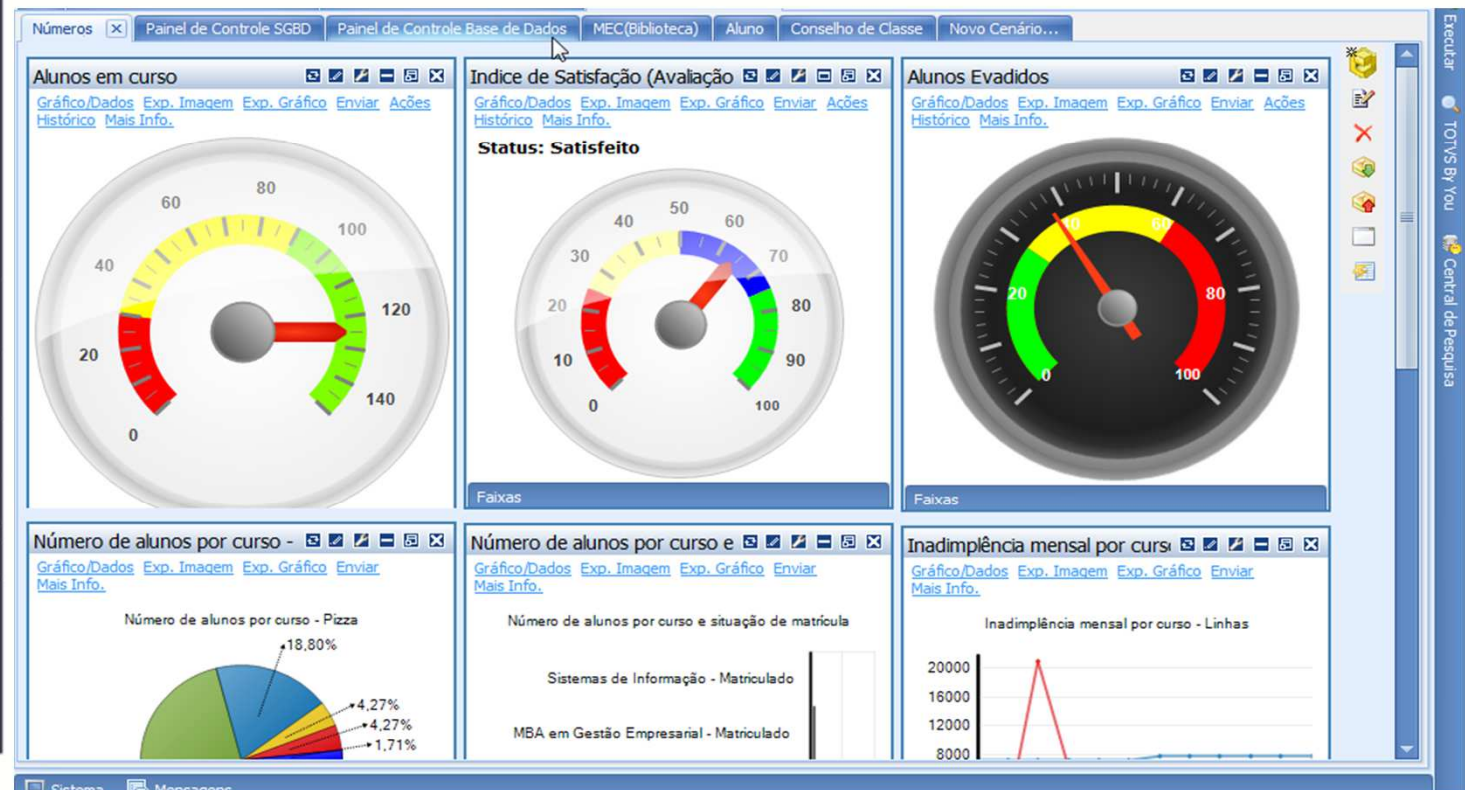 Números
Painel de Controle SGBD
Painel de Controle Base de Dados
MEC(Biblioteca)
Aluno
Conselho de Classe
Novo Cenário...
Alunos em curso
Gráfico/Dados Exp. Imagem Exp. Gráfico Enviar Ações
Histórico Mais Info.
0
20
40
60
80
100
120
140
Indice de Satisfação (Avaliação
Gráfico/Dados Exp. Imagem Exp. Gráfico Enviar Ações
Histórico Mais Info.
Status: Satisfeito
0
10
20
30
40
50
60
70
80
90
100
Faixas
Alunos Evadidos
Gráfico/Dados Exp. Imagem Exp. Gráfico Enviar Ações
Histórico Mais Info.
0
20
40
60
80
100
Faixas
Número de alunos por curso -
Gráfico/Dados Exp. Imagem Exp. Gráfico Enviar
Mais Info.
Número de alunos por curso - Pizza
18,80%
4,27%
4,27%
1,71%
Número de alunos por curso e
Gráfico/Dados Exp. Imagem Exp. Gráfico Enviar
Mais Info.
Número de alunos por curso e situação de matrícula
Sistemas de Informação - Matriculado
MBA em Gestão Empresarial - Matriculado
Inadimplência mensal por curs
Gráfico/Dados Exp. Imagem Exp. Gráfico Enviar
Mais Info.
Inadimplência mensal por curso - Linhas
20000
16000
12000
8000
Executar
TOTVS By You
Central de Pesquisa
Sistema
Mensagens